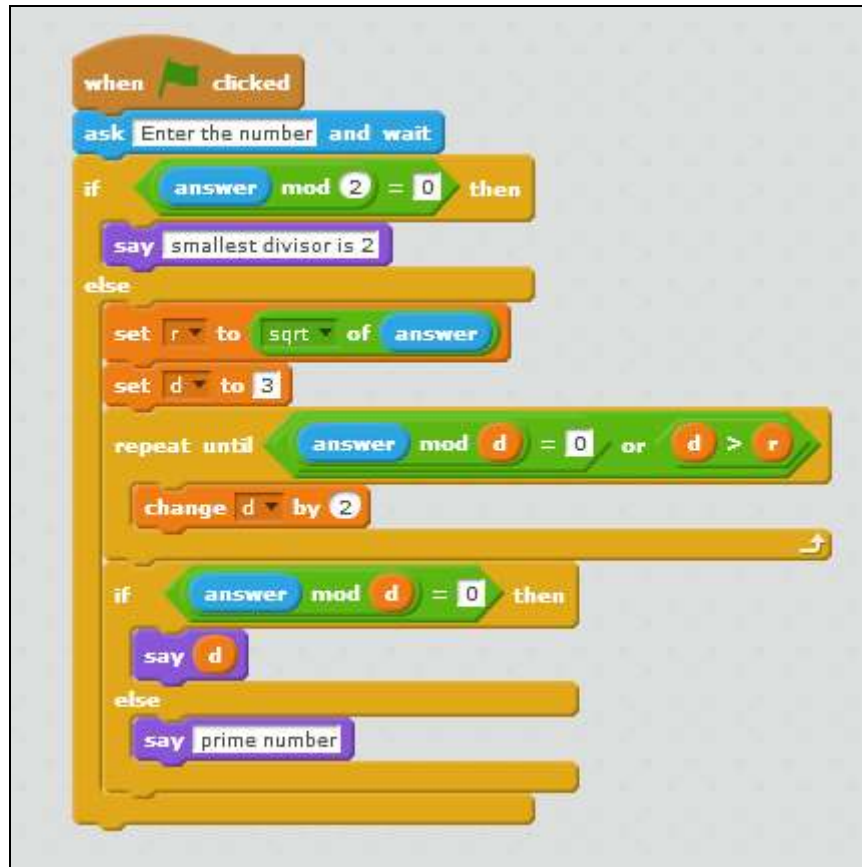 when clicked
ask Enter the number and wait
if answer mod 2 = 0 then
say smallest divisor is 2
else
set r to sqrt of answer
set d to 3
repeat until answer mod d = 0 or d > r
change d by 2
if answer mod d = 0 then
say d
else
say prime number